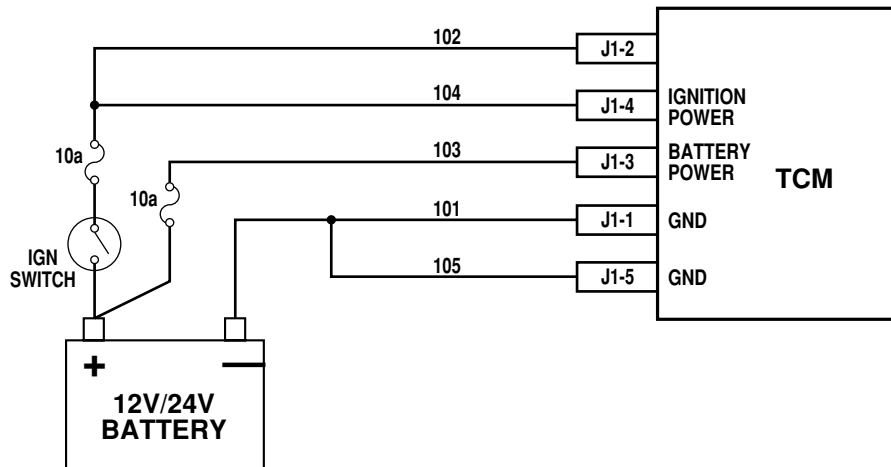 102
J1-2
104
J1-4
IGNITION
POWER
10a
103
J1-3
BATTERY
POWER
TCM
10a
101
J1-1
GND
IGN
SWITCH
105
J1-5
GND
+
—
12V/24V
BATTERY